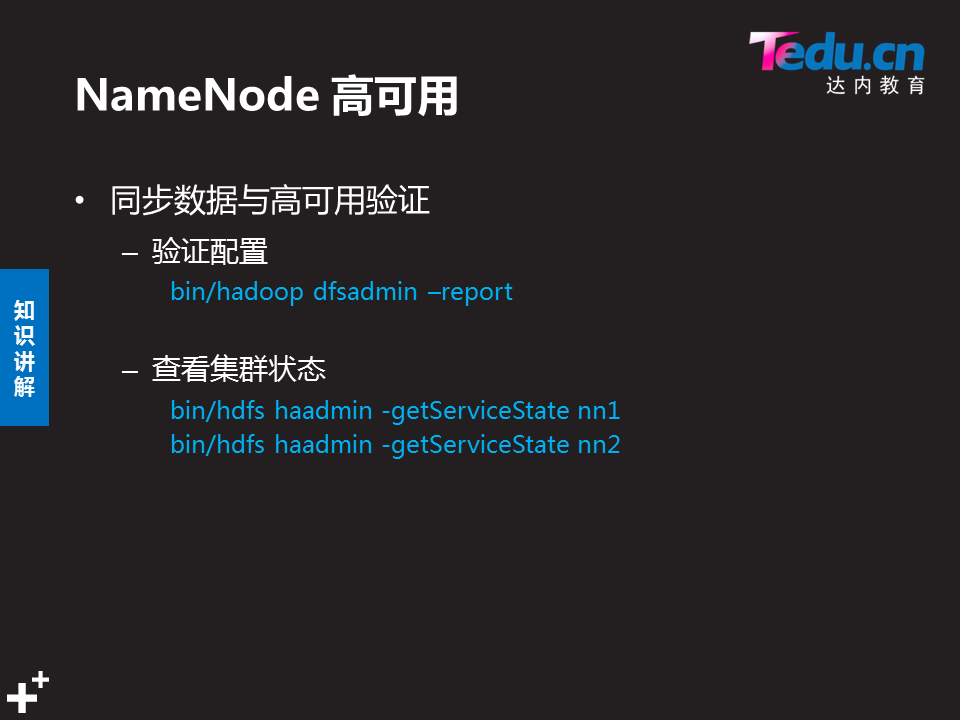 Tedu.cn
达内教育
NameNode 高可用
• 同步数据与高可用验证
– 验证配置
bin/hadoop dfsadmin –report
– 查看集群状态
bin/hdfs haadmin -getServiceState nn1
bin/hdfs haadmin -getServiceState nn2
知识讲解